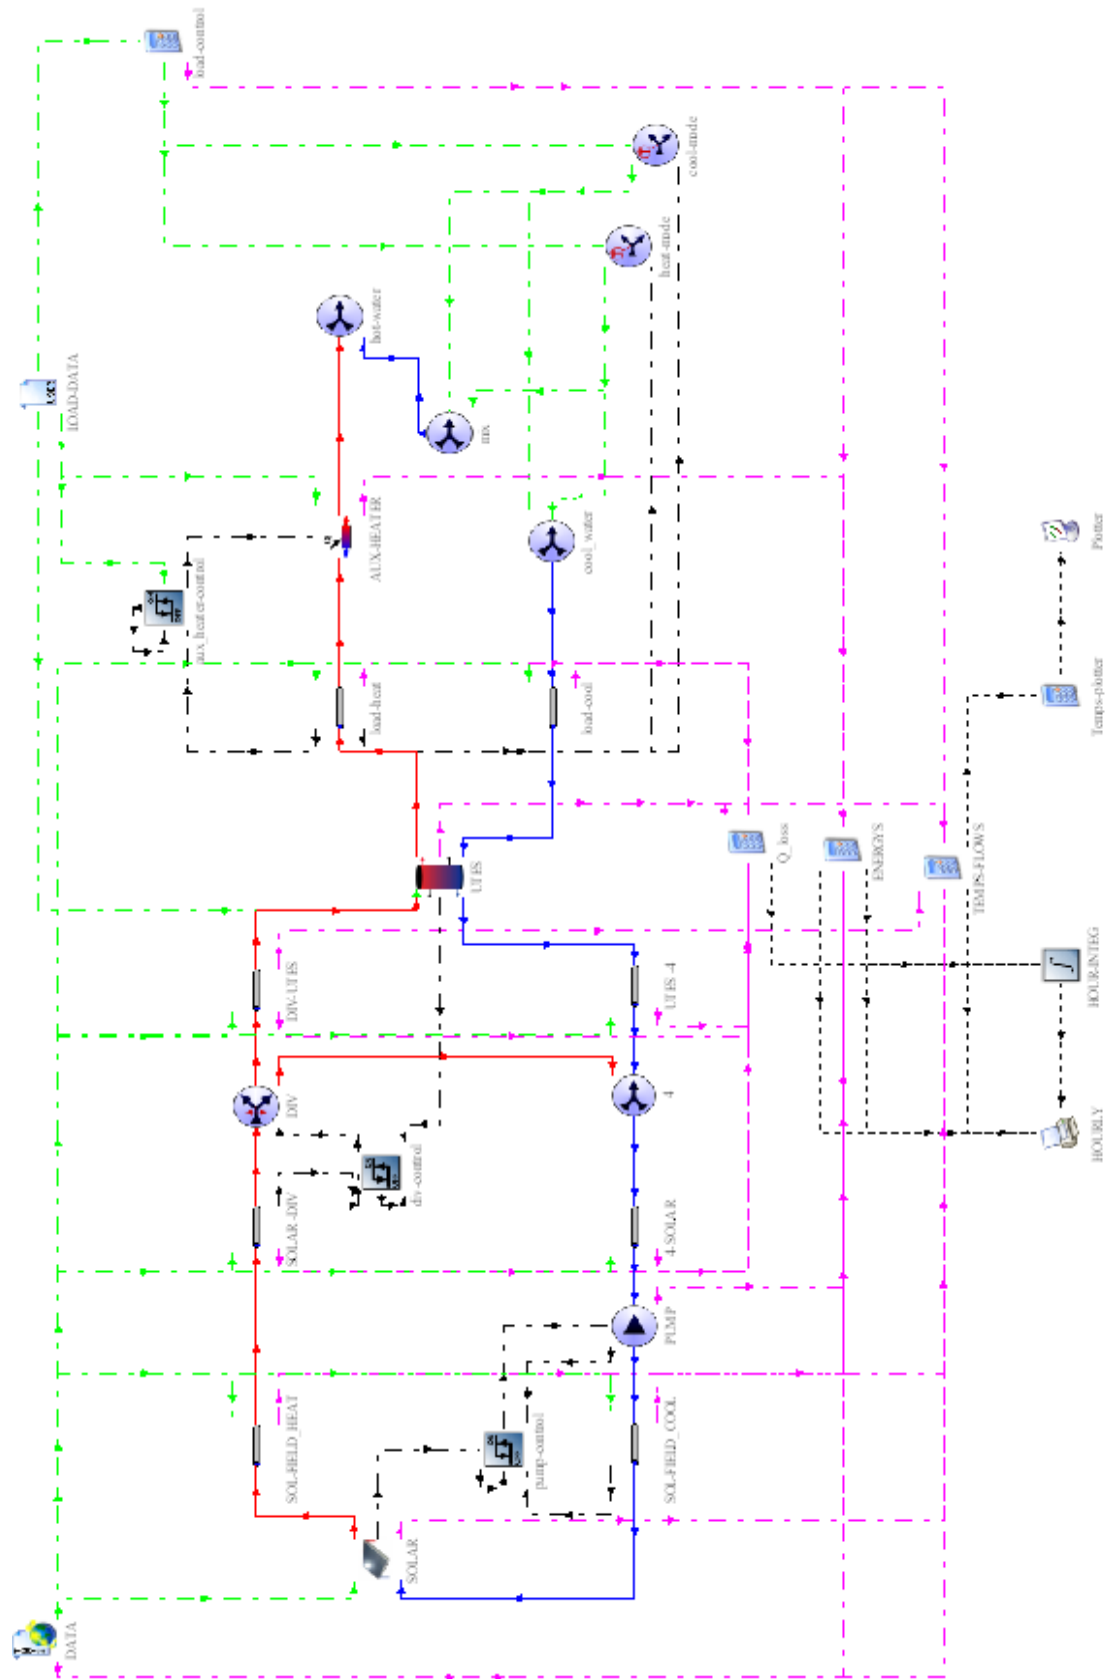 load-control
cool-mode
heat-mode
hot-water
LOAD-DATA
mx
AUX-HEATER
cool_water
aux_heater-control
load-heat
load-cool
Plotter
Temps-plotter
UTES
Q_loss
ENERGYS
TEMPS-FLOWS
DIV-UTES
UTES -4
HOUR-INTEG
DIV
4
HOURLY
div-control
SOLAR -DIV
4-SOLAR
PUMP
SOL-FIELD_HEAT
pump-control
SOL-FIELD_COOL
SOLAR
DATA